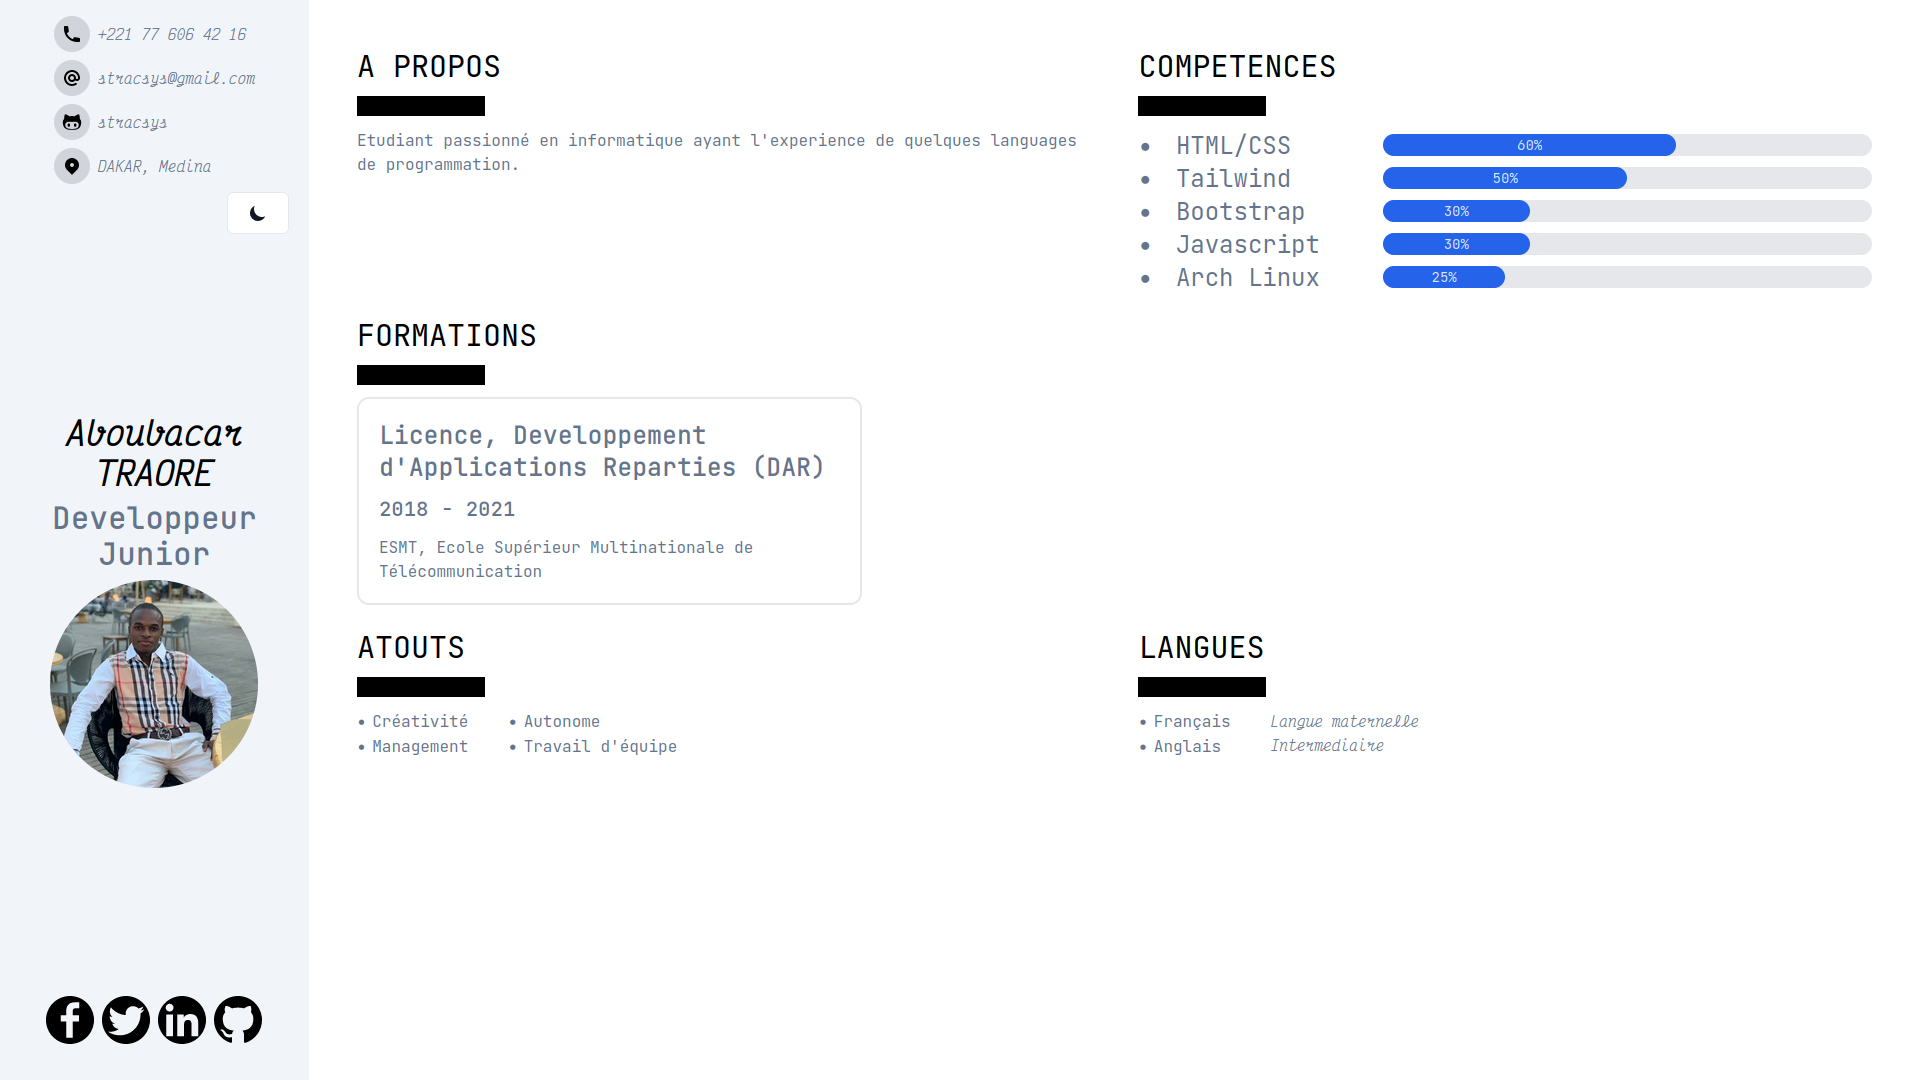 +221 77 606 42 16
stracsys@gmail.com
stracsys
DAKAR, Medina
Aboubacar
TRAORE
Developpeur
Junior
A PROPOS
Etudiant passionné en informatique ayant l'experience de quelques languages
de programmation.
COMPETENCES
• HTML/CSS 60%
• Tailwind 50%
• Bootstrap 30%
• Javascript 30%
• Arch Linux 25%
FORMATIONS
Licence, Developpement
d'Applications Reparties (DAR)
2018 - 2021
ESMT, Ecole Supérieur Multinationale de
Télécommunication
ATOUTS
• Créativité • Autonome
• Management • Travail d'équipe
LANGUES
• Français Langue maternelle
• Anglais Intermediaire